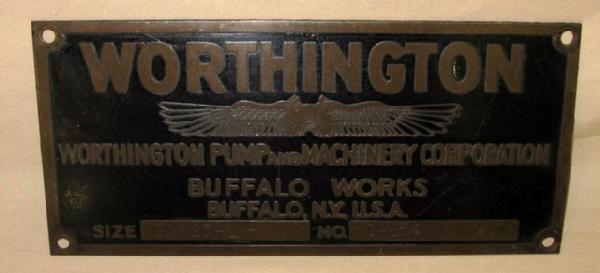 WORTHINGTON
WORTHINGTON PUMP AND MACHINERY CORPORATION
BUFFALO WORKS
BUFFALO, N.Y., U.S.A.
SIZE NO.